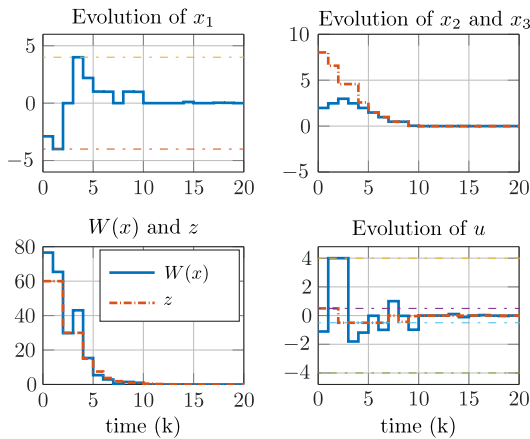 Evolution of x₁
Evolution of x₂ and x₃
5
0
−5
0 5 10 15 20
10
5
0
−5
0 5 10 15 20
W(x) and z
Evolution of u
80
60
40
20
0
0 5 10 15 20
time (k)
W(x)
z
4
2
0
−2
−4
0 5 10 15 20
time (k)